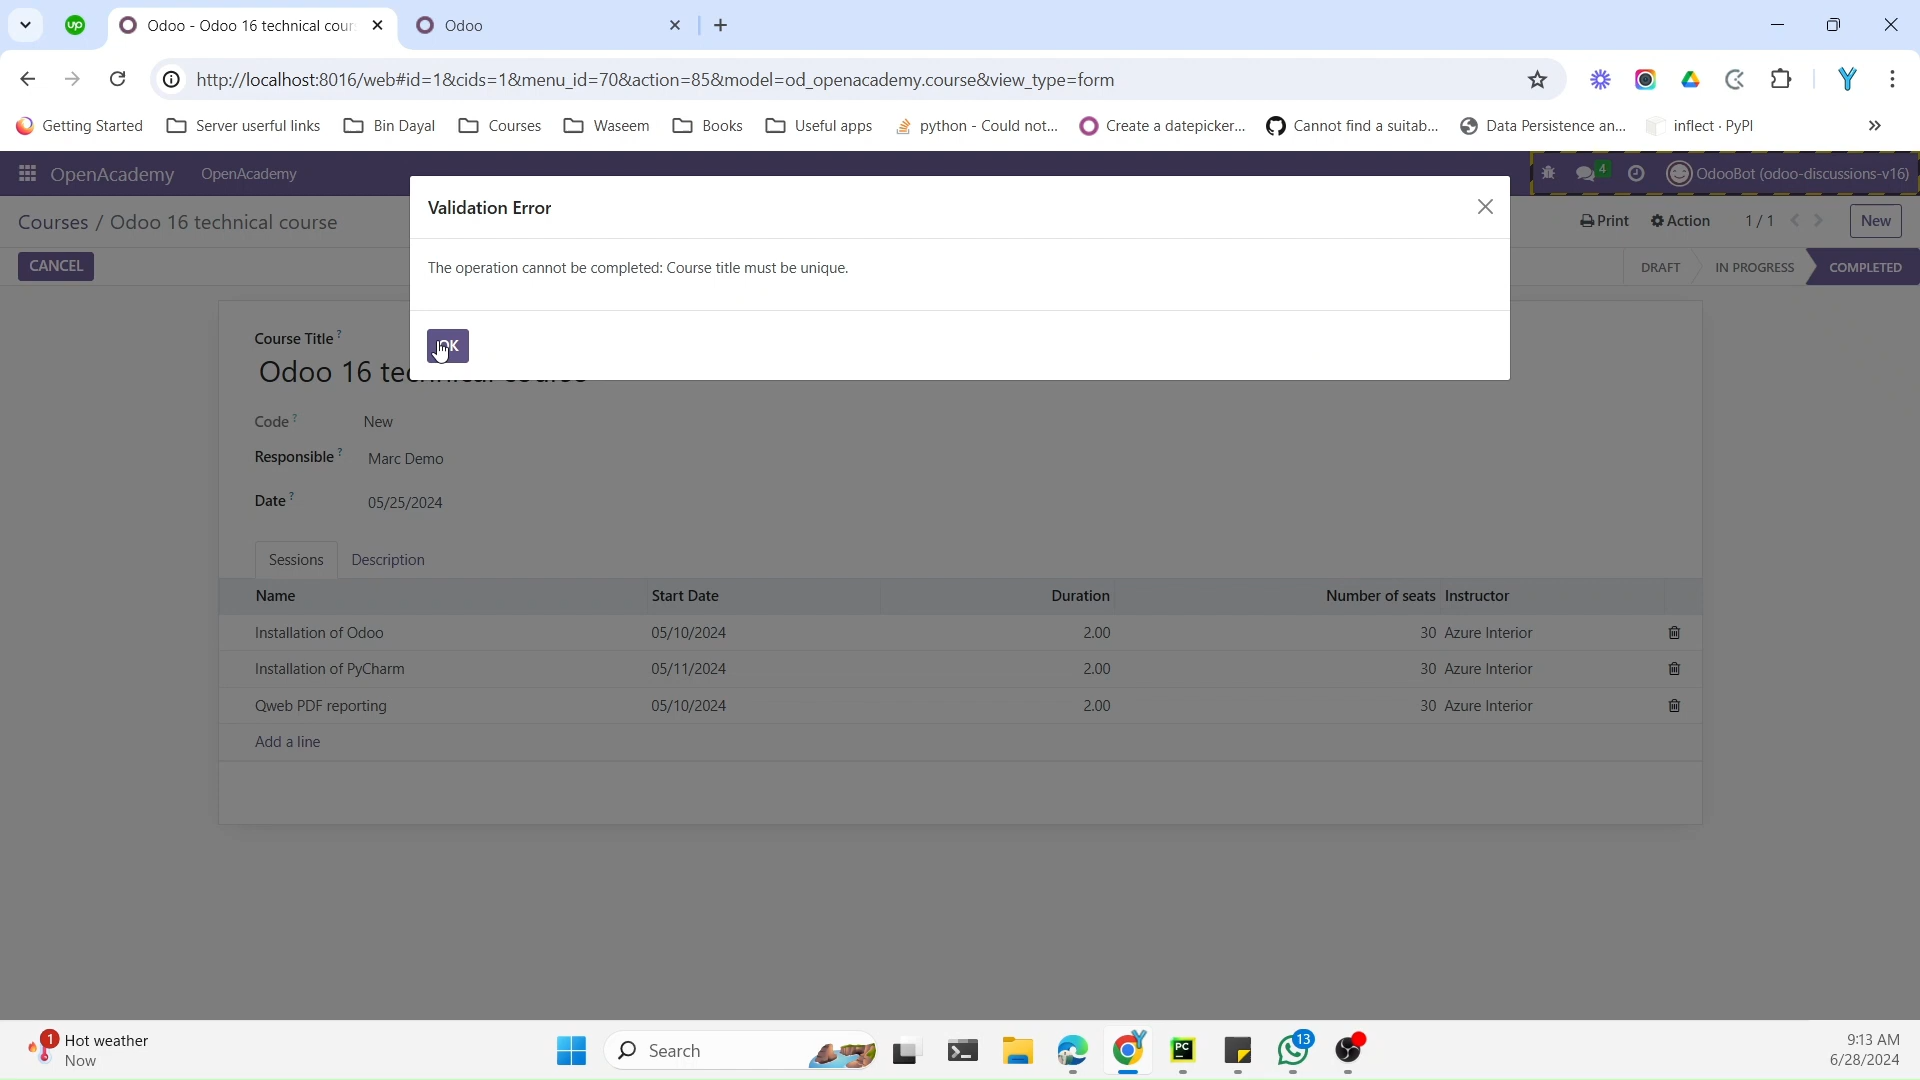 up
Odoo - Odoo 16 technical cour
Odoo
http://localhost:8016/web#id=1&cids=1&menu_id=70&action=85&model=od_openacademy.course&view_type=form
Getting Started
Server userful links
Bin Dayal
Courses
Waseem
Books
Useful apps
python - Could not...
Create a datepicker...
Cannot find a suitab...
Data Persistence an...
inflect · PyPI
»
OpenAcademy
OpenAcademy
4
OdooBot (odoo-discussions-v16)
Courses / Odoo 16 technical course
Print
Action
1 / 1
New
CANCEL
DRAFT
IN PROGRESS
COMPLETED
Validation Error
The operation cannot be completed: Course title must be unique.
OK
Course Title ?
Odoo 16 technical course
Code ?
New
Responsible ?
Marc Demo
Date ?
05/25/2024
Sessions
Description
Name Start Date Duration Number of seats Instructor
Installation of Odoo 05/10/2024 2.00 30 Azure Interior
Installation of PyCharm 05/11/2024 2.00 30 Azure Interior
Qweb PDF reporting 05/10/2024 2.00 30 Azure Interior
Add a line
1
Hot weather
Now
Search
PC
13
9:13 AM
6/28/2024